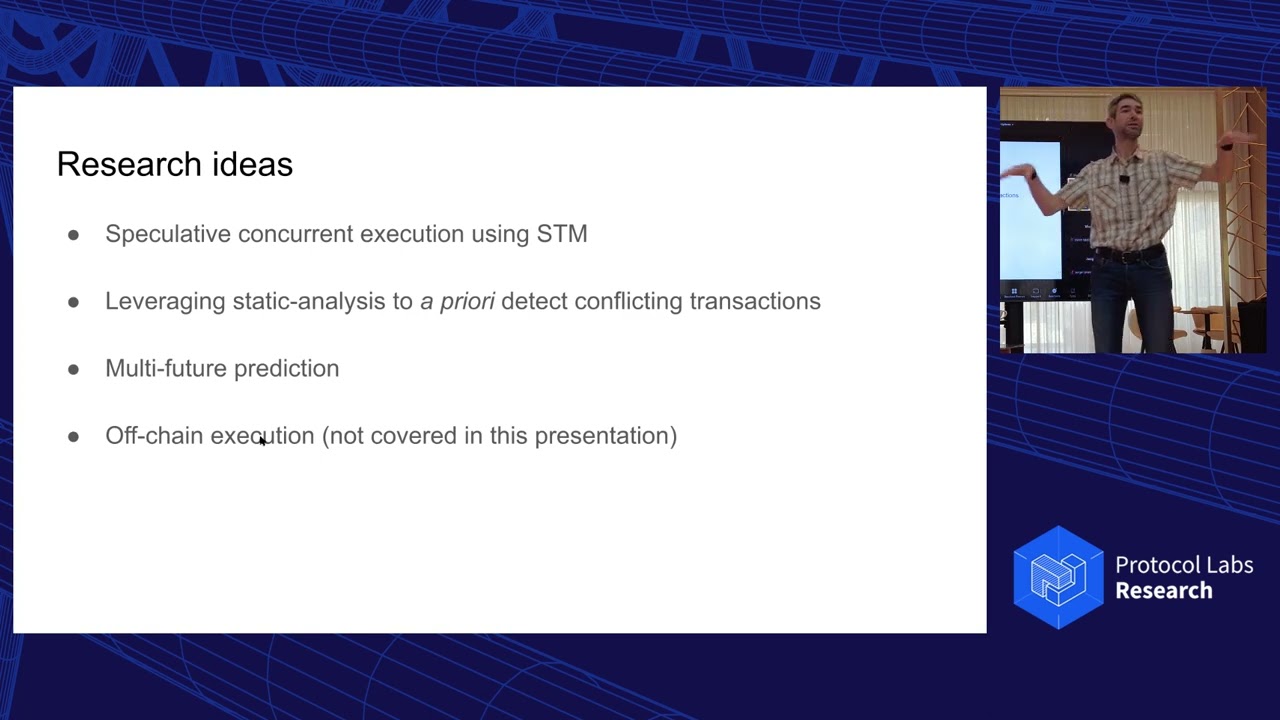 Research ideas
● Speculative concurrent execution using STM
● Leveraging static-analysis to a priori detect conflicting transactions
● Multi-future prediction
● Off-chain execution (not covered in this presentation)
Protocol Labs
Research